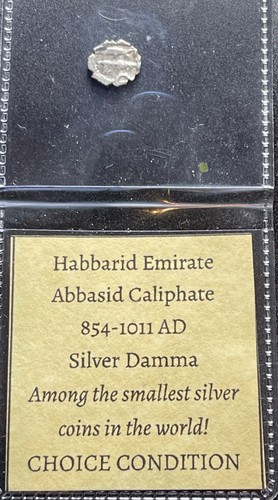 Habbarid Emirate
Abbasid Caliphate
854-1011 AD
Silver Damma
Among the smallest silver
coins in the world!
CHOICE CONDITION